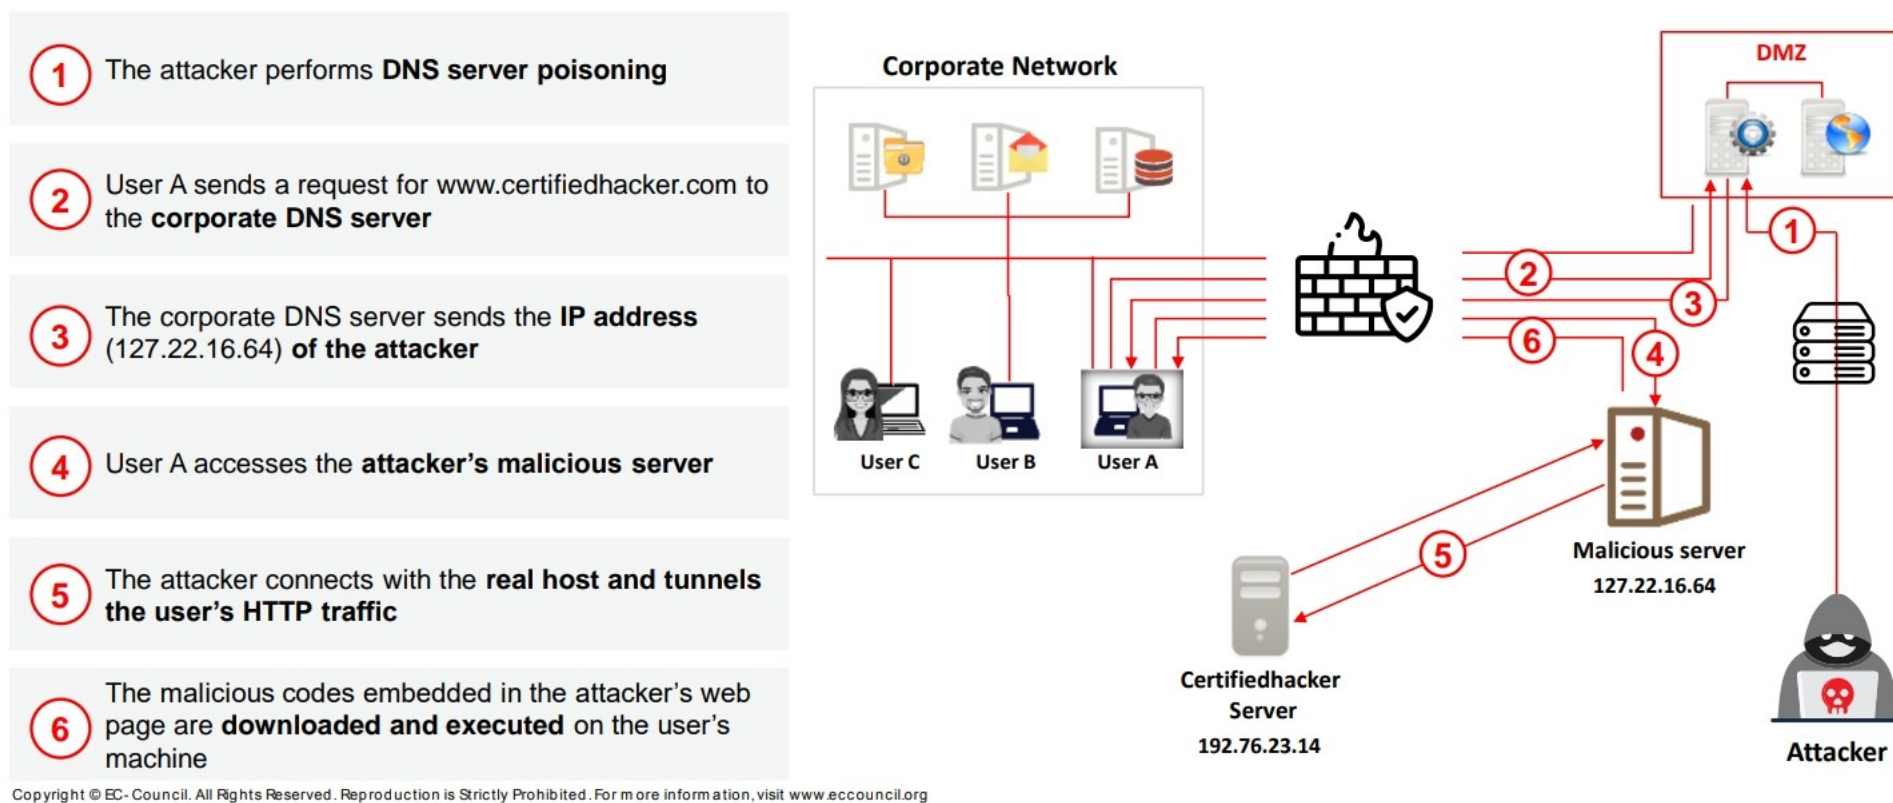 1
The attacker performs DNS server poisoning
2
User A sends a request for www.certifiedhacker.com to
the corporate DNS server
3
The corporate DNS server sends the IP address
(127.22.16.64) of the attacker
4
User A accesses the attacker's malicious server
5
The attacker connects with the real host and tunnels
the user's HTTP traffic
6
The malicious codes embedded in the attacker's web
page are downloaded and executed on the user's
machine
Corporate Network
User C
User B
User A
DMZ
1
2
3
6
4
5
Malicious server
127.22.16.64
Certifiedhacker
Server
192.76.23.14
Attacker
Copyright © EC-Council. All Rights Reserved. Reproduction is Strictly Prohibited. For more information, visit www.eccouncil.org